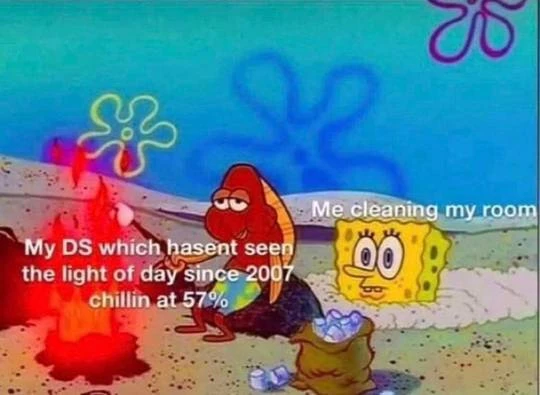 Me cleaning my room
My DS which hasent seen
the light of day since 2007
chillin at 57%